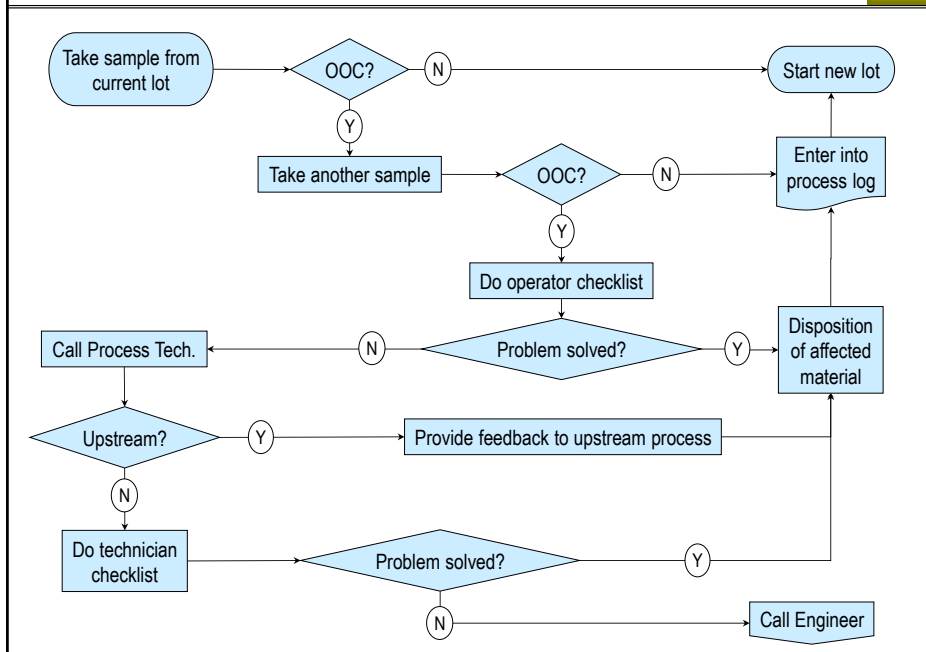 Take sample from
current lot
OOC?
N
Start new lot
Y
Take another sample
OOC?
N
Enter into
process log
Y
Do operator checklist
Call Process Tech.
N
Problem solved?
Y
Disposition
of affected
material
Upstream?
Y
Provide feedback to upstream process
N
Do technician
checklist
Problem solved?
Y
N
Call Engineer